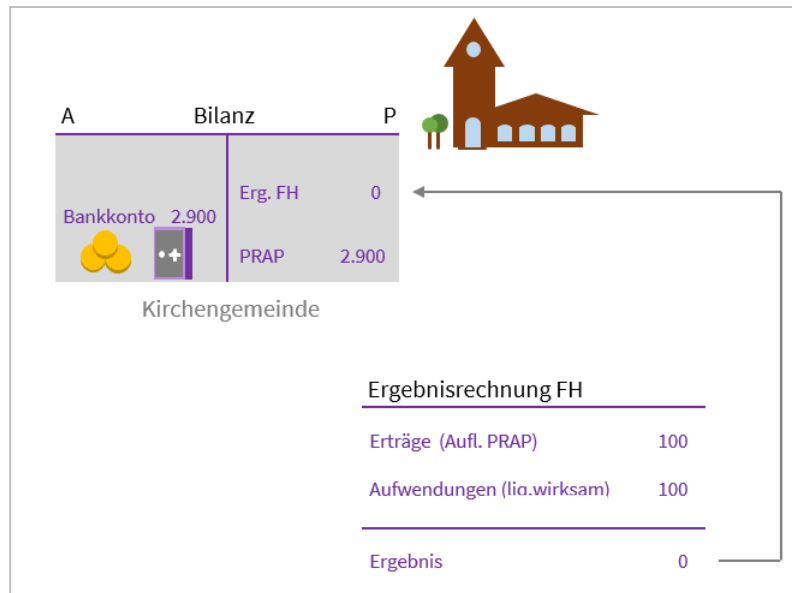 A Bilanz P
Erg. FH 0
Bankkonto 2.900
PRAP 2.900
Kirchengemeinde
Ergebnisrechnung FH
Erträge (Aufl. PRAP) 100
Aufwendungen (liq.wirksam) 100
Ergebnis 0